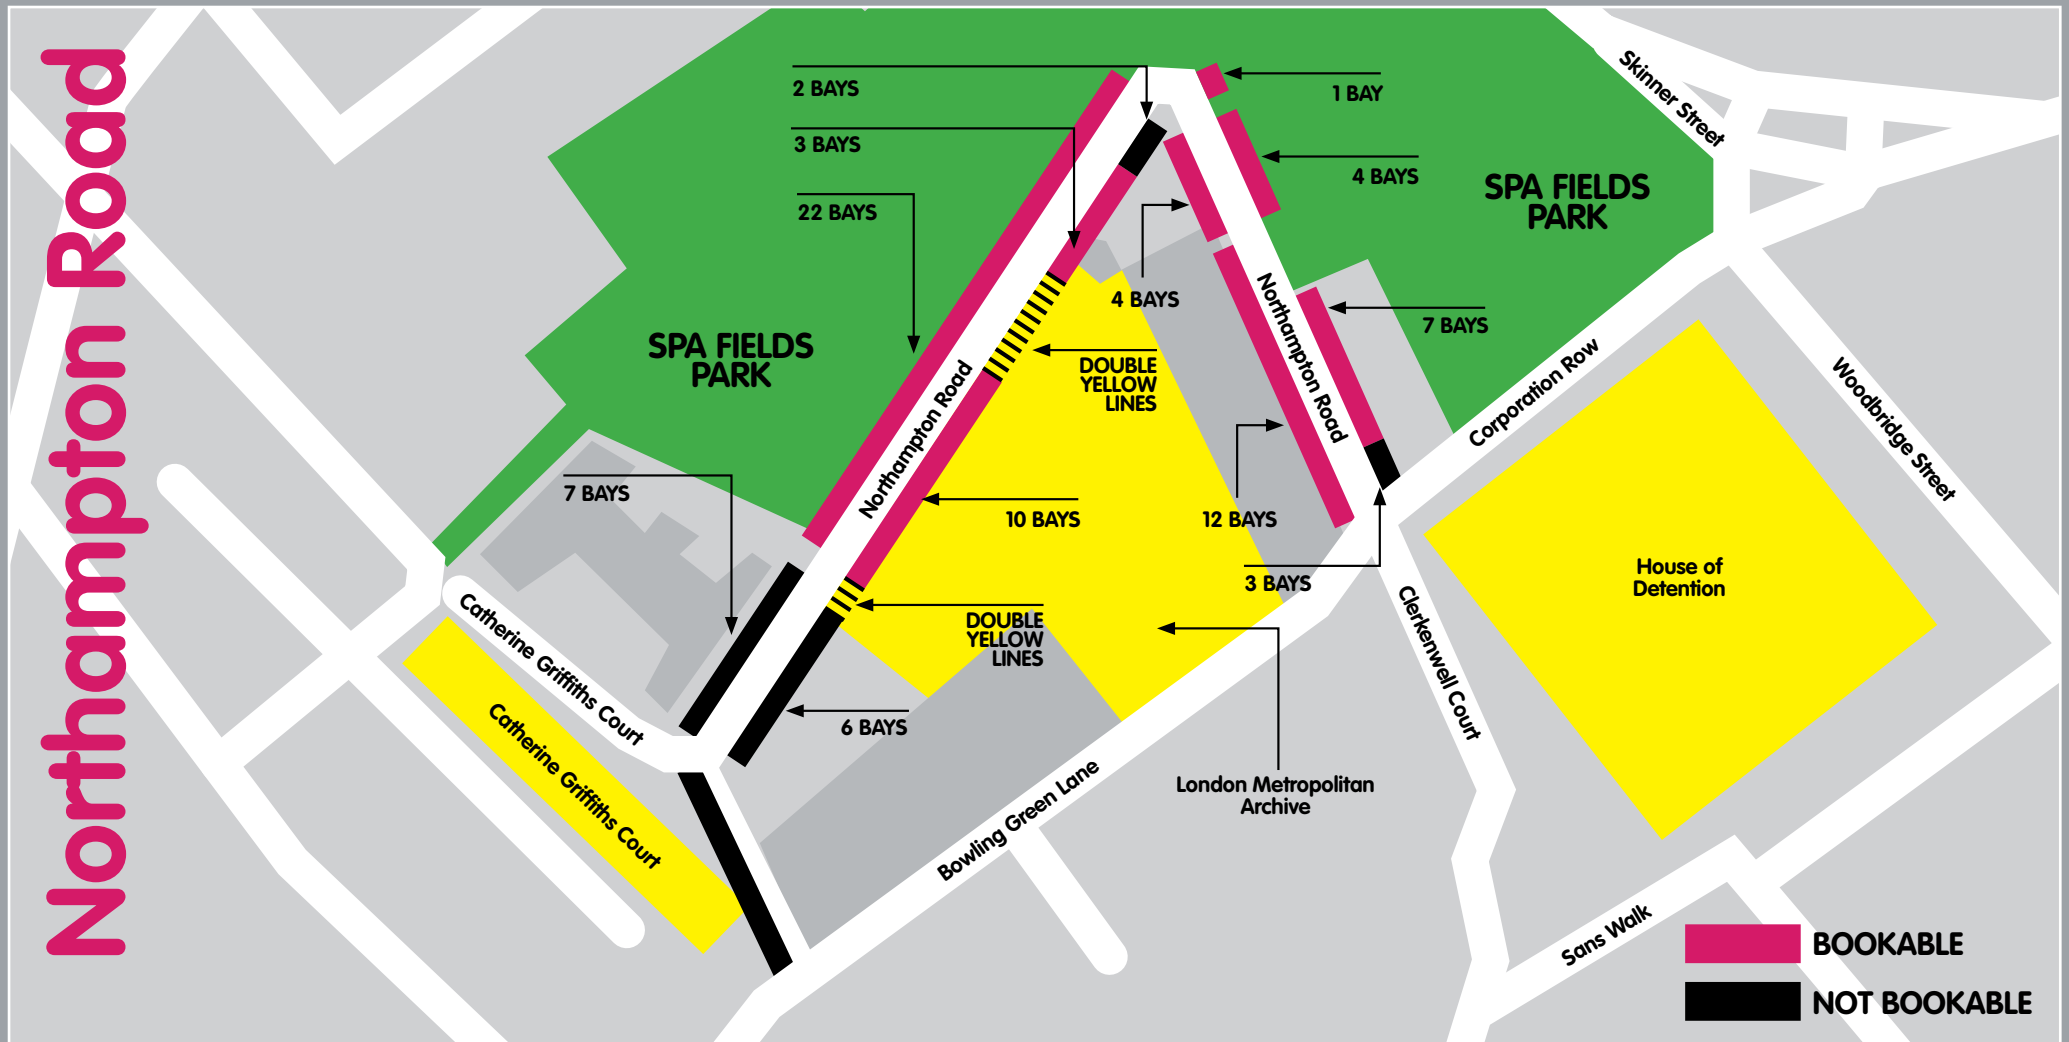 Northampton Road
2 BAYS
3 BAYS
22 BAYS
1 BAY
4 BAYS
Skinner Street
SPA FIELDS
PARK
4 BAYS
7 BAYS
SPA FIELDS
PARK
DOUBLE
YELLOW
LINES
Northampton Road
Northampton Road
Corporation Row
Woodbridge Street
7 BAYS
10 BAYS
12 BAYS
3 BAYS
House of
Detention
Catherine Griffiths Court
DOUBLE
YELLOW
LINES
Clerkenwell Court
6 BAYS
Catherine Griffiths Court
London Metropolitan
Archive
Bowling Green Lane
Sans Walk
BOOKABLE
NOT BOOKABLE